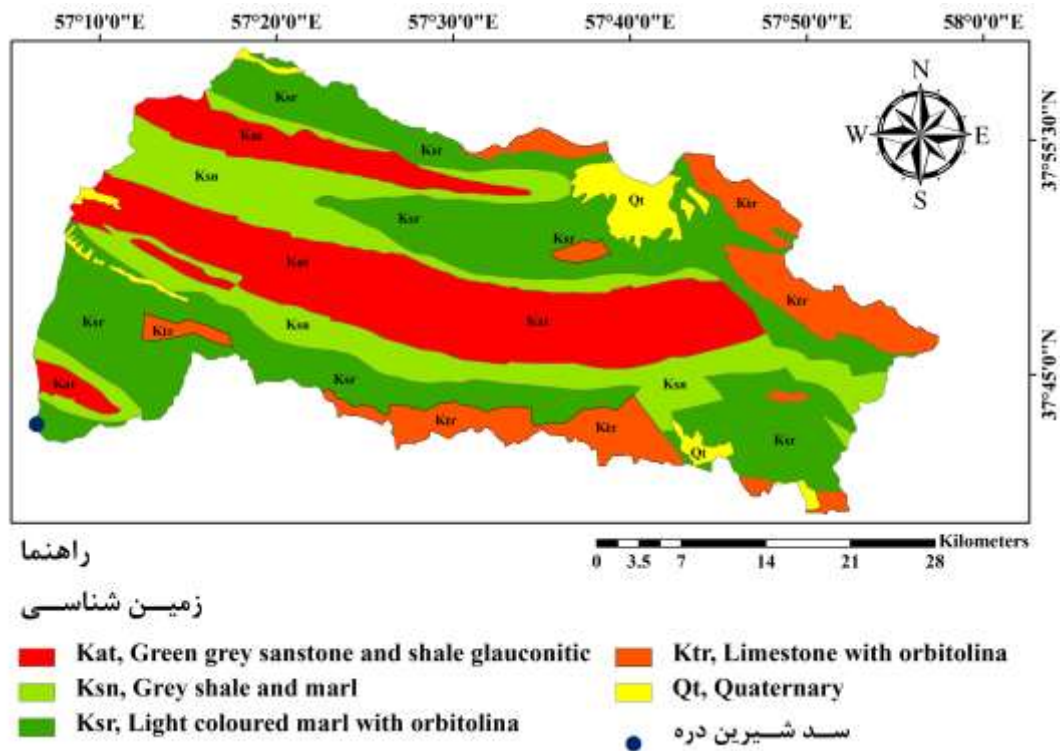 57°10'0"E 57°20'0"E 57°30'0"E 57°40'0"E 57°50'0"E 58°0'0"E
N
W E
S
37°55'30"N
37°45'0"N
Ksr
Kat
Ksr
Ksn
Ksr
Qt
Ktr
Ksr
Kat
Ktr
Kat
Ksr
Ktr
Ksn
Kat
Ksr
Ksn
Ktr
Ktr
Ksr
Qt
Kilometers
0 3.5 7 14 21 28
راهنما
زمین شناسی
Kat, Green grey sanstone and shale glauconitic
Ksn, Grey shale and marl
Ksr, Light coloured marl with orbitolina
Ktr, Limestone with orbitolina
Qt, Quaternary
سد شیرین دره